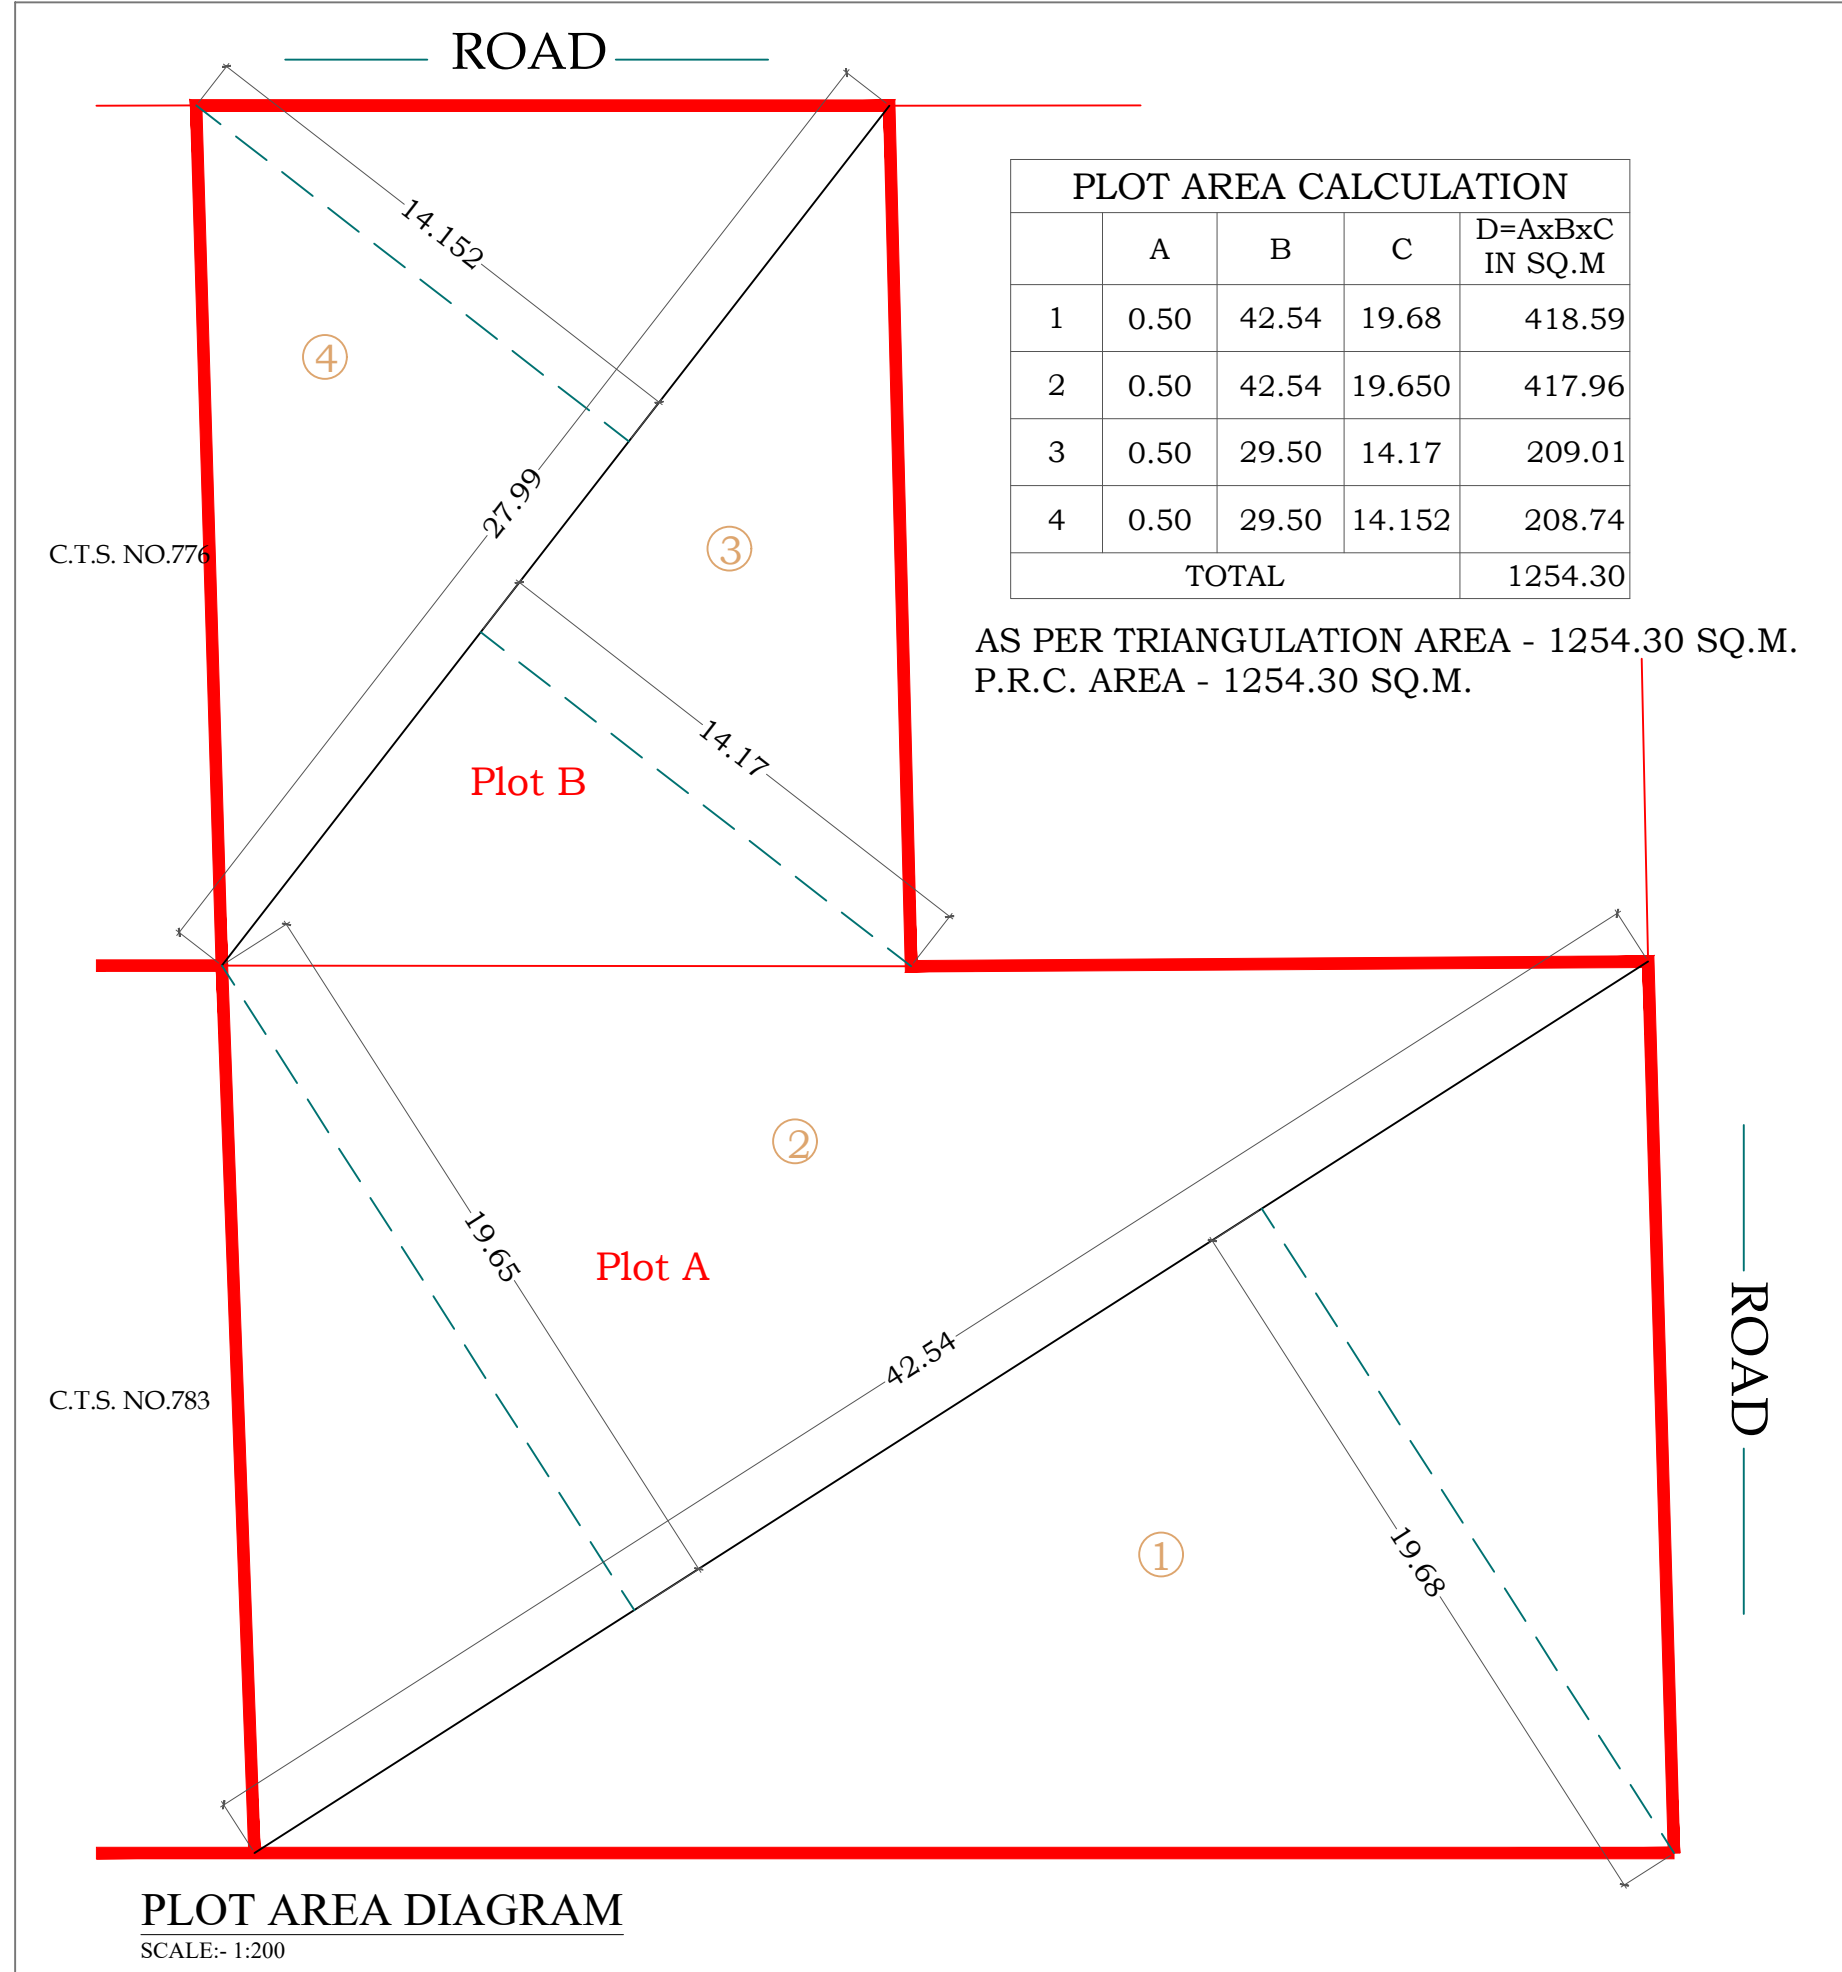 ROAD
14.152
PLOT AREA CALCULATION
A B C D=AxBxC IN SQ.M
1 0.50 42.54 19.68 418.59
2 0.50 42.54 19.650 417.96
3 0.50 29.50 14.17 209.01
4 0.50 29.50 14.152 208.74
TOTAL 1254.30
AS PER TRIANGULATION AREA - 1254.30 SQ.M.
P.R.C. AREA - 1254.30 SQ.M.
4
27.99
3
C.T.S. NO.776
14.17
Plot B
2
19.65
Plot A
42.54
ROAD
C.T.S. NO.783
1
19.68
PLOT AREA DIAGRAM
SCALE:- 1:200